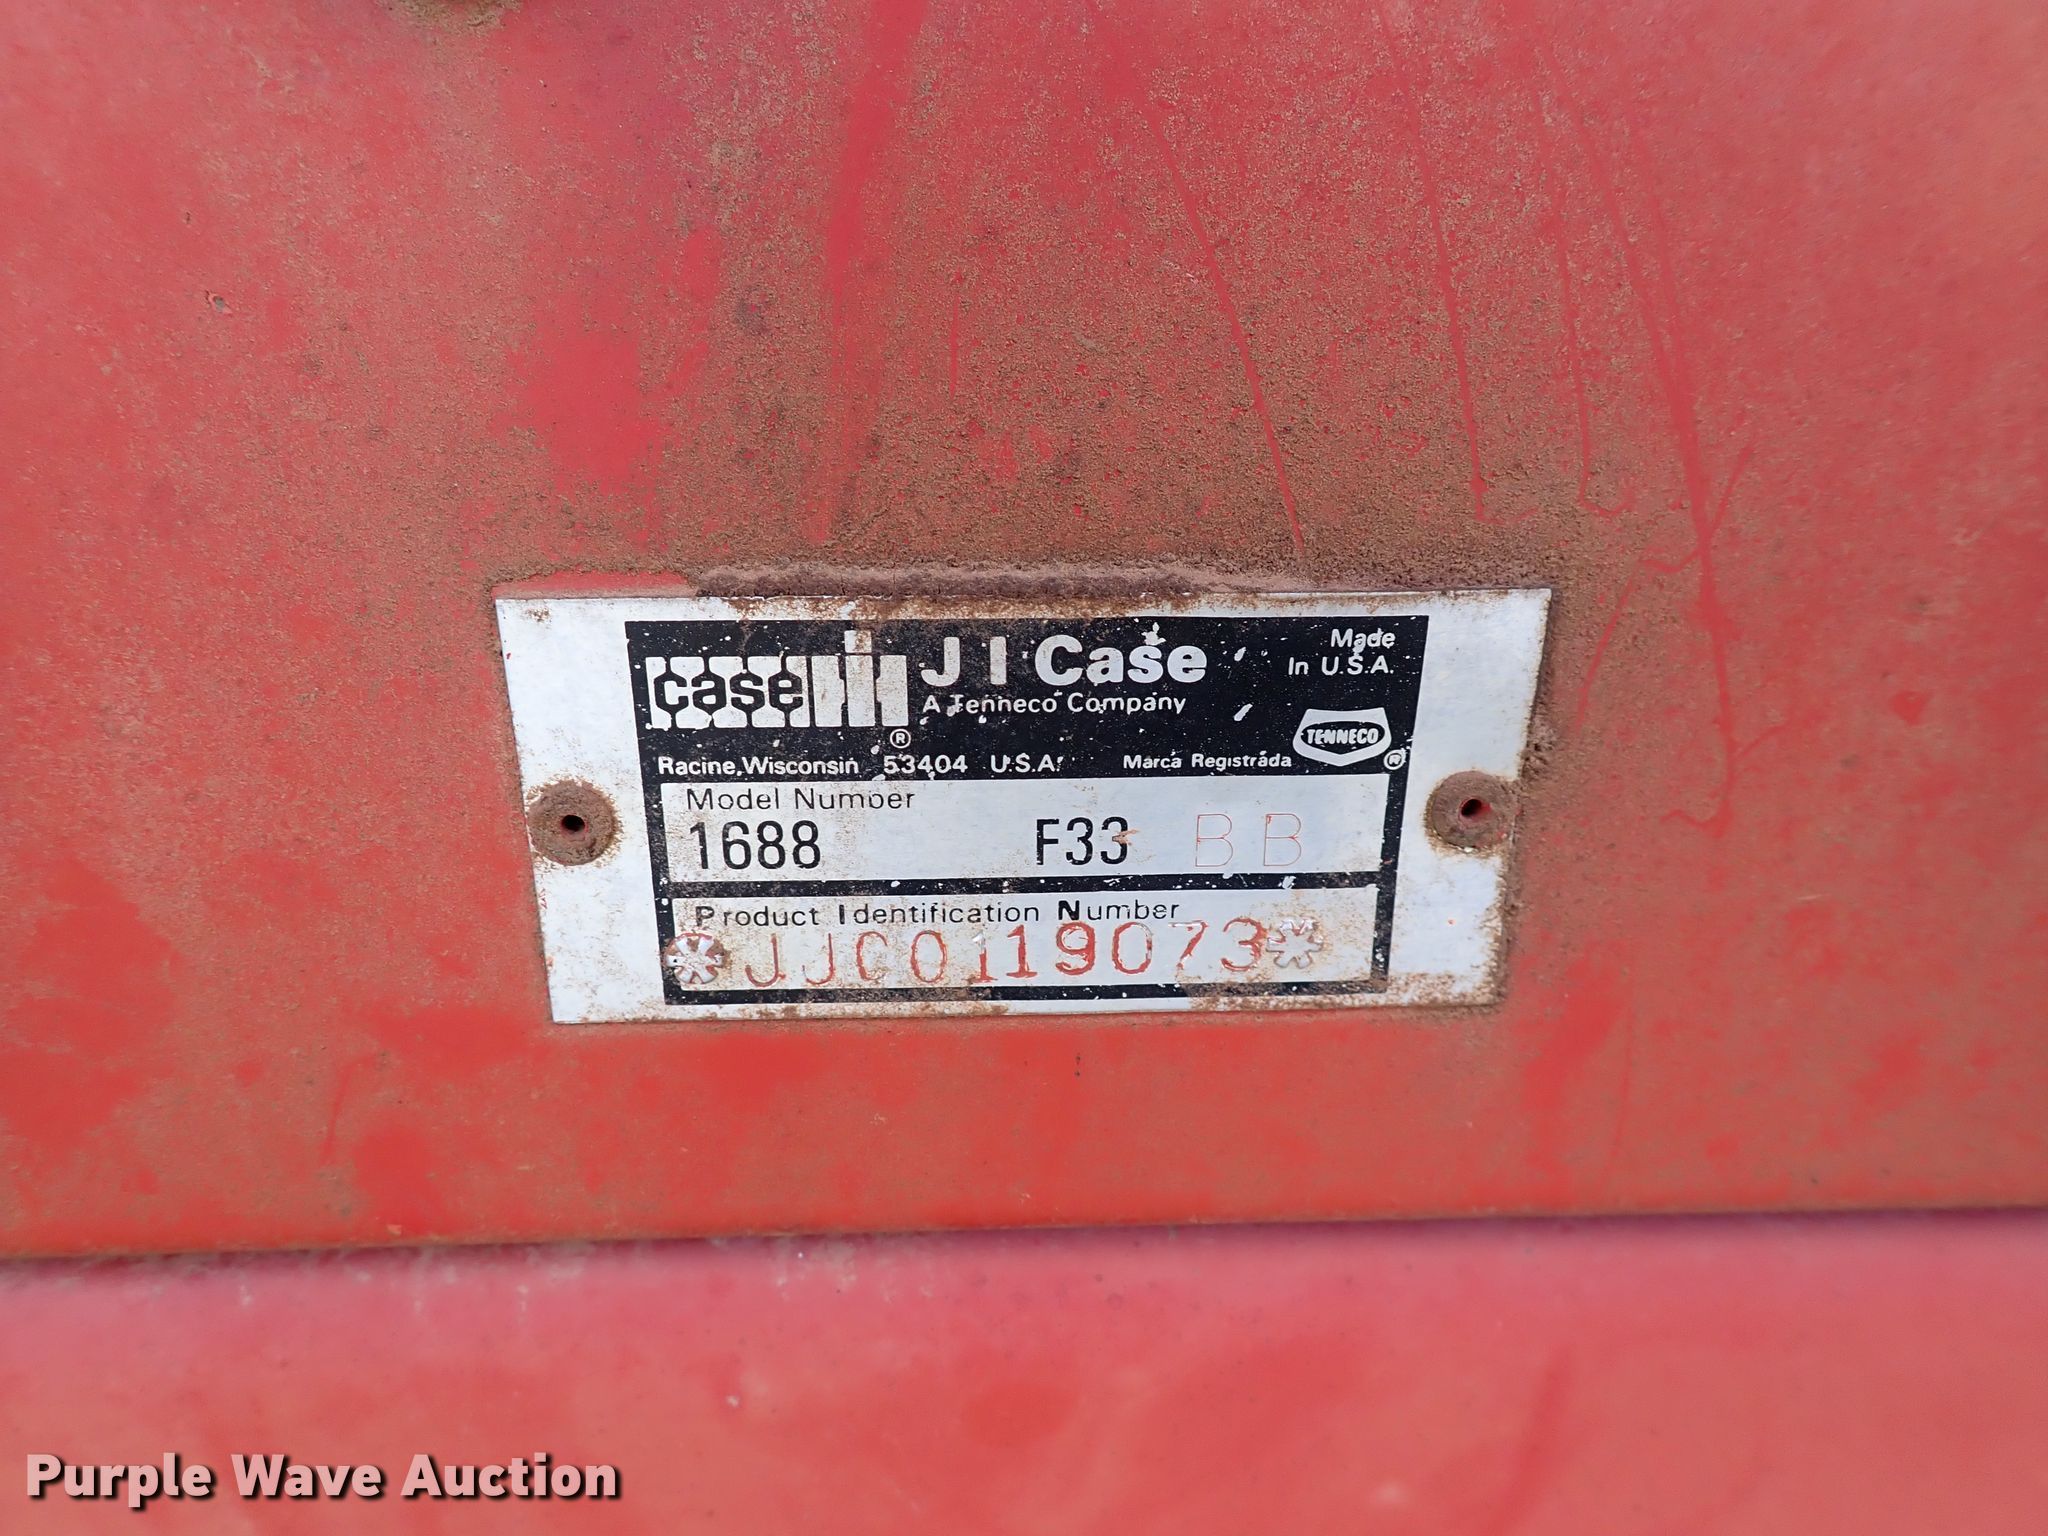 case IH ®
J I Case
A Tenneco Company
Made
In U.S.A.
TENNECO ®
Racine, Wisconsin 53404 U.S.A.
Marca Registrada
Model Number
1688 F33 BB
Product Identification Number
*JJC0119073*
Purple Wave Auction